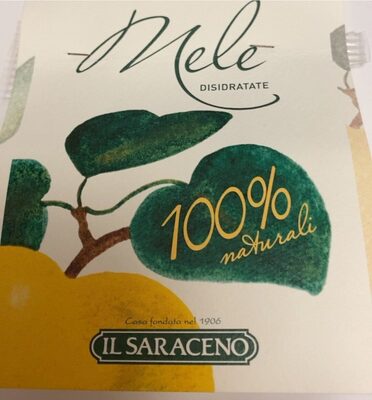 Mele
DISIDRATATE
100%
naturali
Casa fondata nel 1906
IL SARACENO